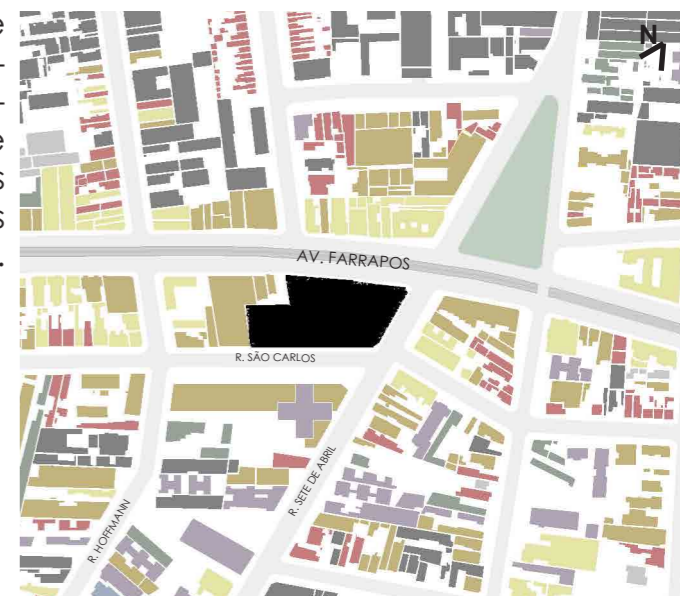 N
AV. FARRAPOS
R. SÃO CARLOS
R. SETE DE ABRIL
R. HOFFMANN